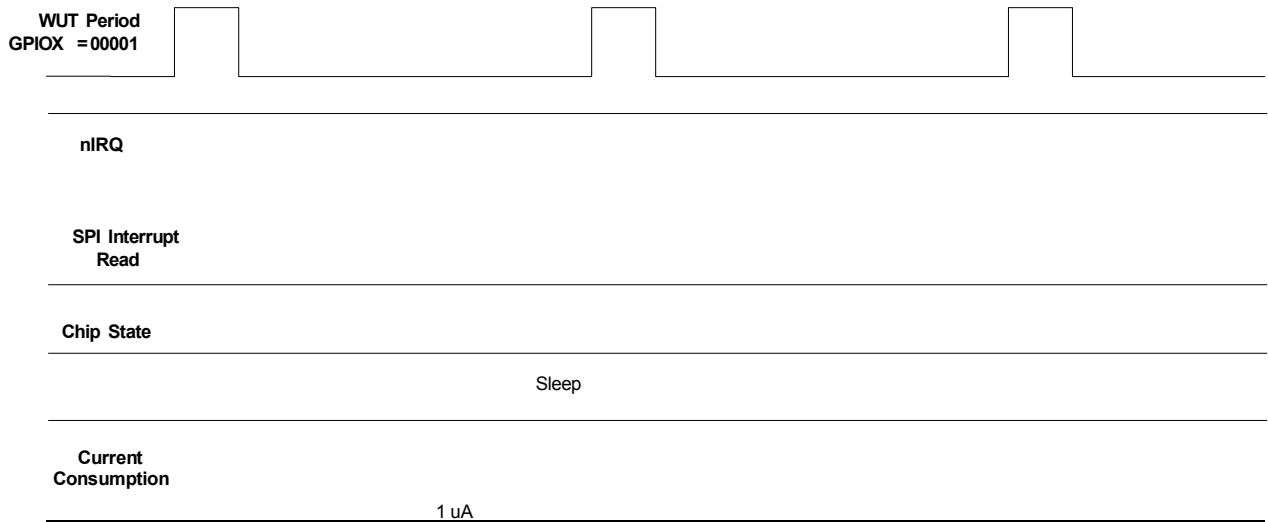 WUT Period
GPIOX =00001
nIRQ
SPI Interrupt
Read
Chip State
Sleep
Current
Consumption
1 uA